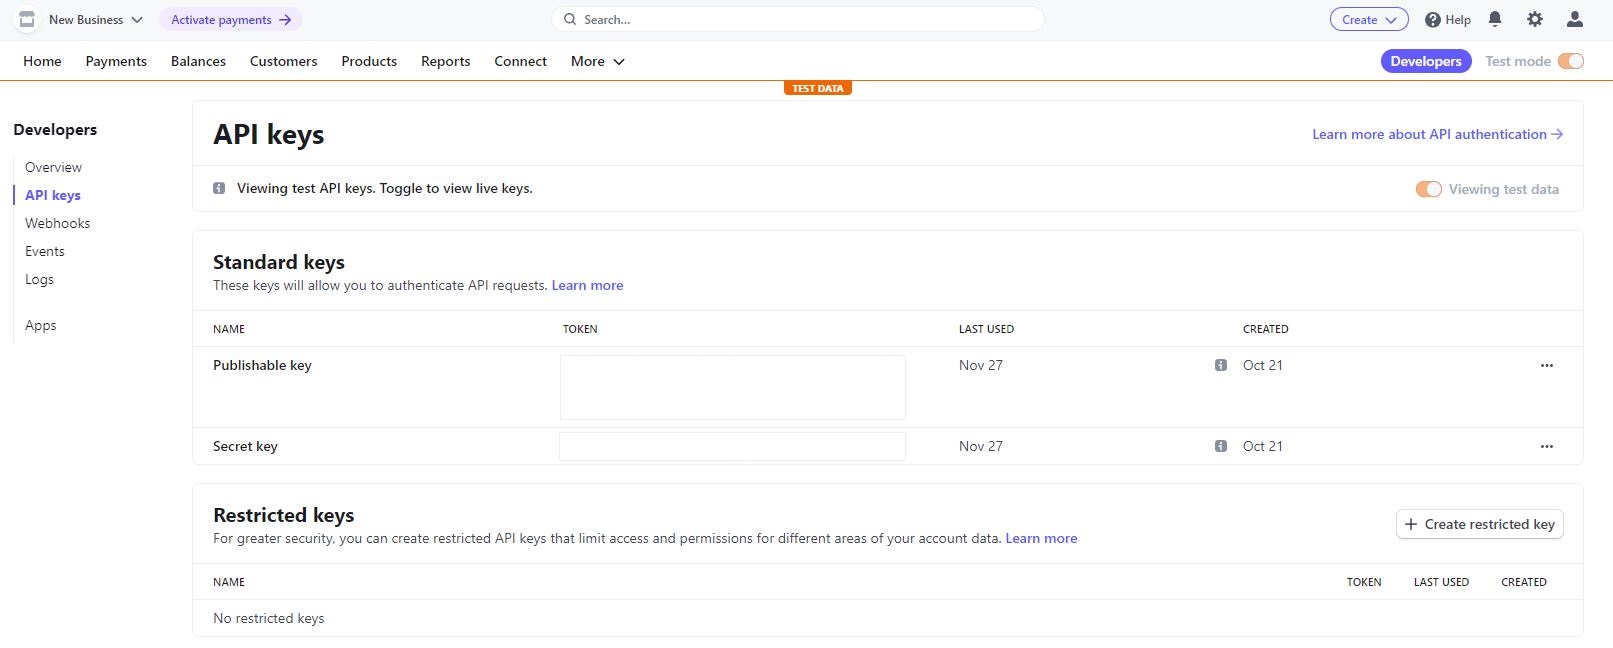 New Business Activate payments → Search... Create Help
Home Payments Balances Customers Products Reports Connect More Developers Test mode
TEST DATA
Developers
Overview
API keys
Webhooks
Events
Logs
Apps
API keys Learn more about API authentication →
Viewing test API keys. Toggle to view live keys. Viewing test data
Standard keys
These keys will allow you to authenticate API requests. Learn more
NAME TOKEN LAST USED CREATED
Publishable key Nov 27 Oct 21
Secret key Nov 27 Oct 21
Restricted keys
+ Create restricted key
For greater security, you can create restricted API keys that limit access and permissions for different areas of your account data. Learn more
NAME TOKEN LAST USED CREATED
No restricted keys